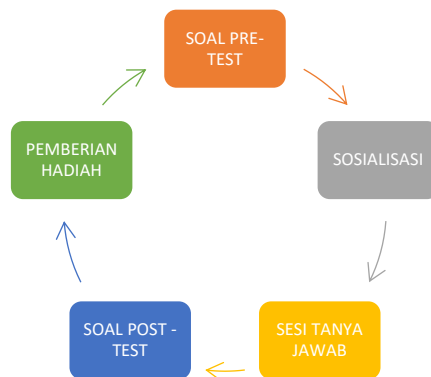 SOAL PRE-
TEST
SOSIALISASI
SESI TANYA
JAWAB
SOAL POST -
TEST
PEMBERIAN
HADIAH